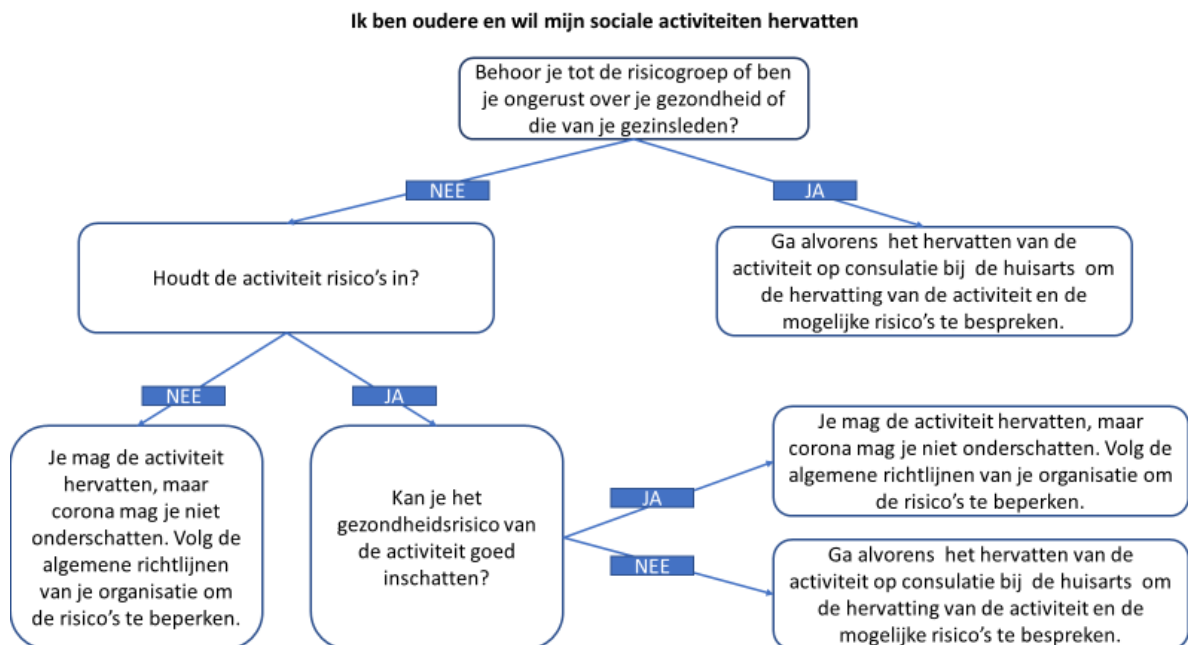 Ik ben oudere en wil mijn sociale activiteiten hervatten
Behoor je tot de risicogroep of ben
je ongerust over je gezondheid of
die van je gezinsleden?
NEE
JA
Houdt de activiteit risico's in?
Ga alvorens het hervatten van de
activiteit op consulatie bij de huisarts om
de hervatting van de activiteit en de
mogelijke risico's te bespreken.
NEE
JA
Je mag de activiteit
hervatten, maar
corona mag je niet
onderschatten. Volg de
algemene richtlijnen
van je organisatie om
de risico's te beperken.
Kan je het
gezondheidsrisico van
de activiteit goed
inschatten?
JA
Je mag de activiteit hervatten, maar
corona mag je niet onderschatten. Volg de
algemene richtlijnen van je organisatie om
de risico's te beperken.
NEE
Ga alvorens het hervatten van de
activiteit op consulatie bij de huisarts om
de hervatting van de activiteit en de
mogelijke risico's te bespreken.